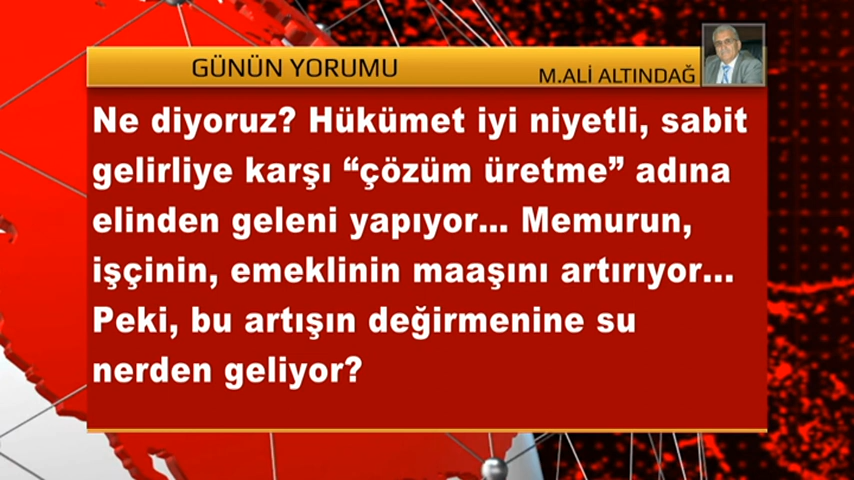 GÜNÜN YORUMU
M.ALİ ALTINDAĞ
Ne diyoruz? Hükümet iyi niyetli, sabit
gelirliye karşı “çözüm üretme” adına
elinden geleni yapıyor... Memurun,
işçinin, emeklinin maaşını artırıyor...
Peki, bu artışın değirmenine su
nerden geliyor?